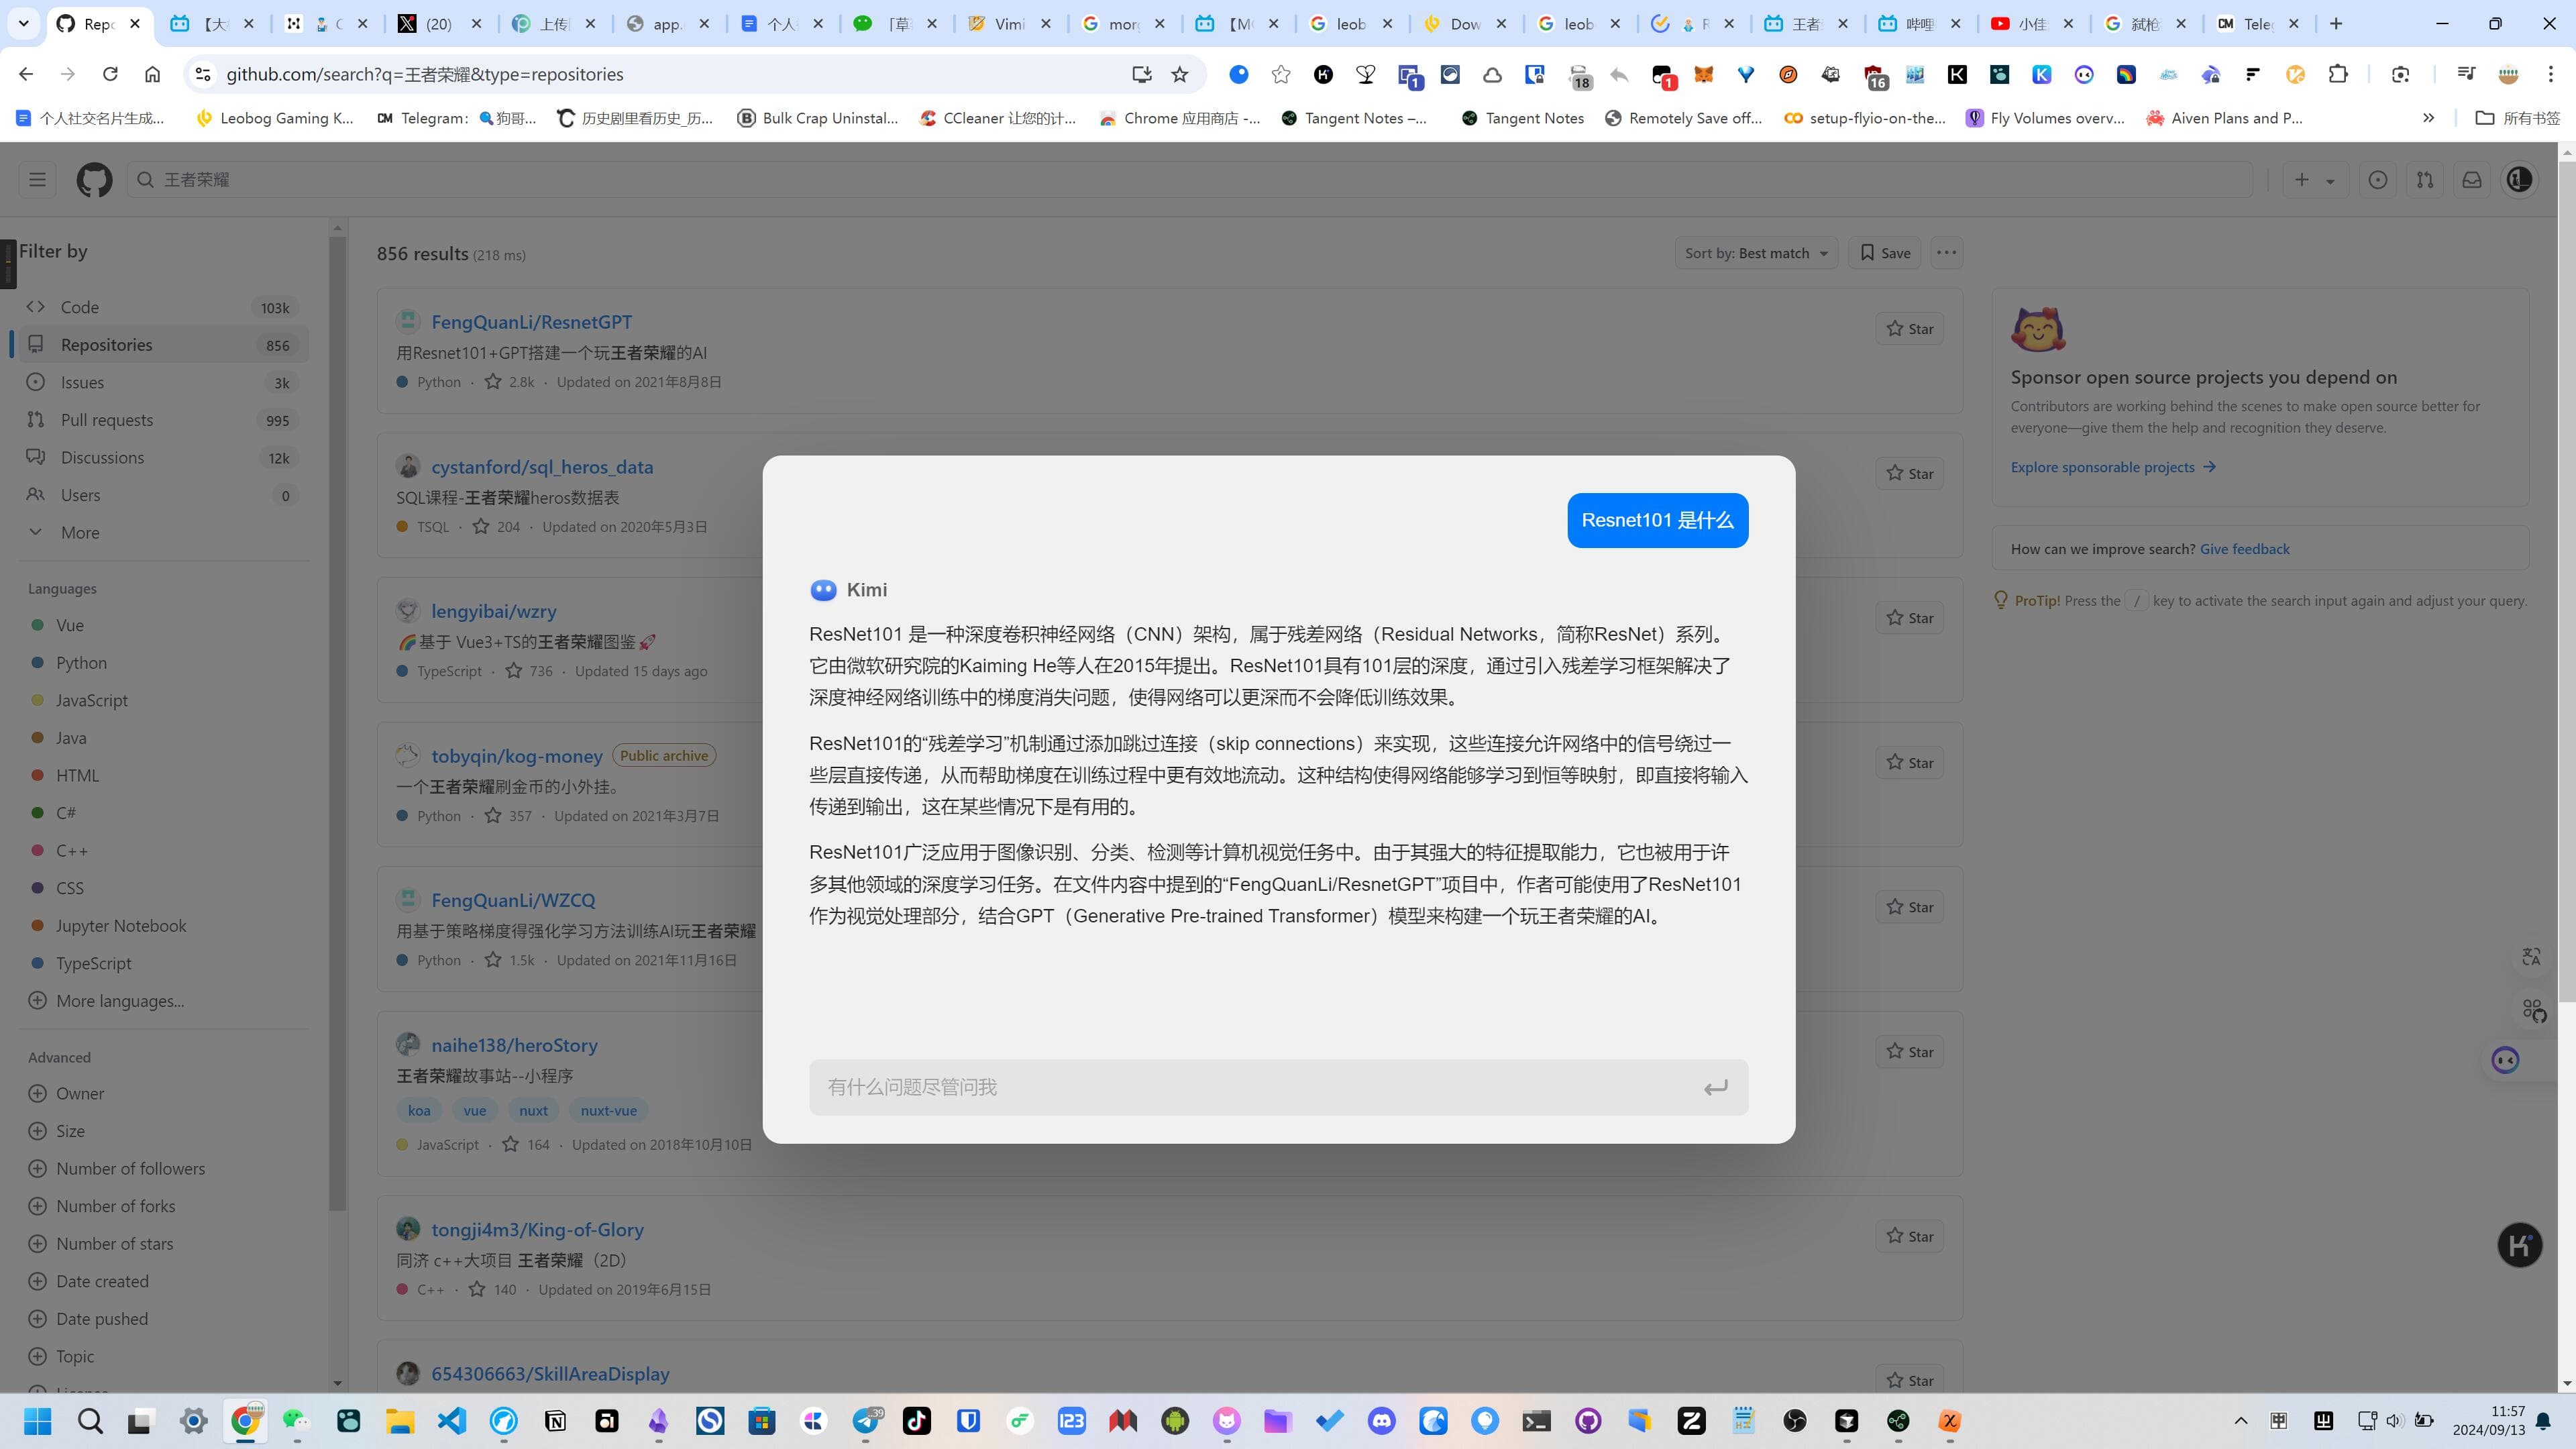 Repo
【大
C
(20)
上传
app.
个人
「草
Vimi
mor
【M
leob
Dow
leob
R
王者
哔哩
小佳
弑枪
Tele
github.com/search?q=王者荣耀&type=repositories
1
18
1
16
个人社交名片生成...
Leobog Gaming K...
Telegram：🔍狗哥...
历史剧里看历史_历...
Bulk Crap Uninstal...
CCleaner 让您的计...
Chrome 应用商店 -...
Tangent Notes –...
Tangent Notes
Remotely Save off...
setup-flyio-on-the...
Fly Volumes overv...
Aiven Plans and P...
所有书签
王者荣耀
Filter by
Code 103k
Repositories 856
Issues 3k
Pull requests 995
Discussions 12k
Users 0
More
Languages
Vue
Python
JavaScript
Java
HTML
C#
C++
CSS
Jupyter Notebook
TypeScript
More languages...
Advanced
Owner
Size
Number of followers
Number of forks
Number of stars
Date created
Date pushed
Topic
856 results (218 ms)
Sort by: Best match
Save
FengQuanLi/ResnetGPT
Star
用Resnet101+GPT搭建一个玩王者荣耀的AI
Python · 2.8k · Updated on 2021年8月8日
cystanford/sql_heros_data
Star
SQL课程-王者荣耀heros数据表
TSQL · 204 · Updated on 2020年5月3日
lengyibai/wzry
Star
🌈基于 Vue3+TS的王者荣耀图鉴🚀
TypeScript · 736 · Updated 15 days ago
tobyqin/kog-money Public archive
Star
一个王者荣耀刷金币的小外挂。
Python · 357 · Updated on 2021年3月7日
FengQuanLi/WZCQ
Star
用基于策略梯度得强化学习方法训练AI玩王者荣耀
Python · 1.5k · Updated on 2021年11月16日
naihe138/heroStory
Star
王者荣耀故事站--小程序
koa vue nuxt nuxt-vue
JavaScript · 164 · Updated on 2018年10月10日
tongji4m3/King-of-Glory
Star
同济 c++大项目 王者荣耀（2D）
C++ · 140 · Updated on 2019年6月15日
654306663/SkillAreaDisplay
Star
Sponsor open source projects you depend on
Contributors are working behind the scenes to make open source better for
everyone—give them the help and recognition they deserve.
Explore sponsorable projects →
How can we improve search? Give feedback
ProTip! Press the / key to activate the search input again and adjust your query.
Resnet101 是什么
Kimi
ResNet101 是一种深度卷积神经网络（CNN）架构，属于残差网络（Residual Networks，简称ResNet）系列。
它由微软研究院的Kaiming He等人在2015年提出。ResNet101具有101层的深度，通过引入残差学习框架解决了
深度神经网络训练中的梯度消失问题，使得网络可以更深而不会降低训练效果。
ResNet101的“残差学习”机制通过添加跳过连接（skip connections）来实现，这些连接允许网络中的信号绕过一
些层直接传递，从而帮助梯度在训练过程中更有效地流动。这种结构使得网络能够学习到恒等映射，即直接将输入
传递到输出，这在某些情况下是有用的。
ResNet101广泛应用于图像识别、分类、检测等计算机视觉任务中。由于其强大的特征提取能力，它也被用于许
多其他领域的深度学习任务。在文件内容中提到的“FengQuanLi/ResnetGPT”项目中，作者可能使用了ResNet101
作为视觉处理部分，结合GPT（Generative Pre-trained Transformer）模型来构建一个玩王者荣耀的AI。
有什么问题尽管问我
39
123
11:57
2024/09/13